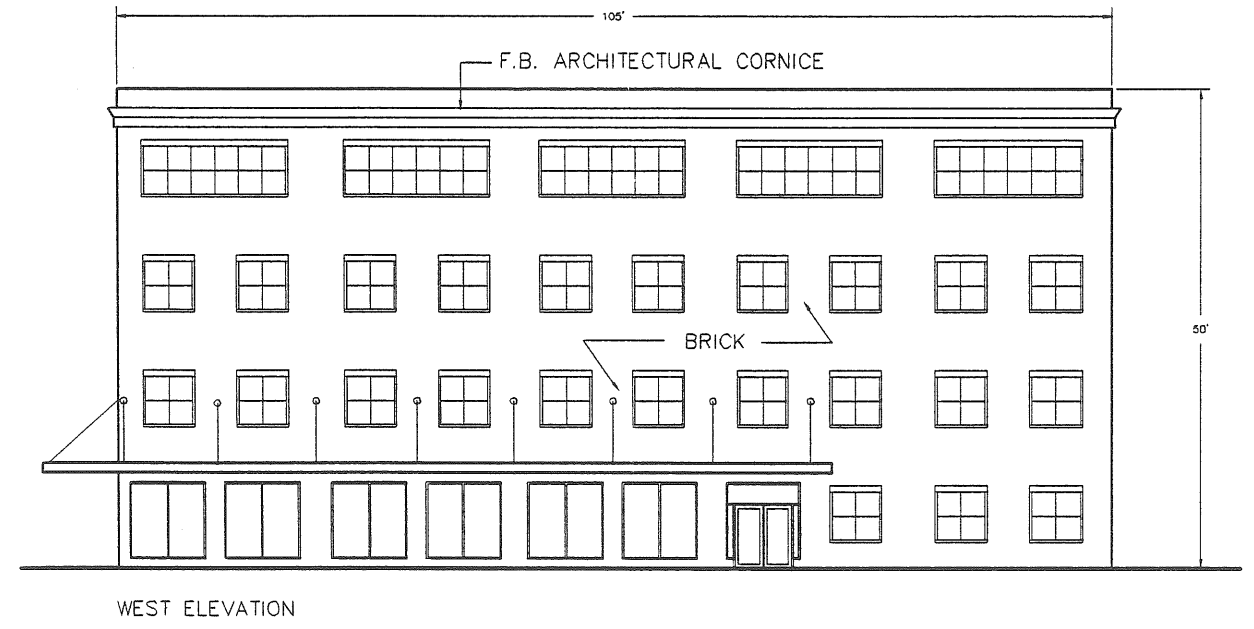 105'
F.B. ARCHITECTURAL CORNICE
BRICK
50'
WEST ELEVATION